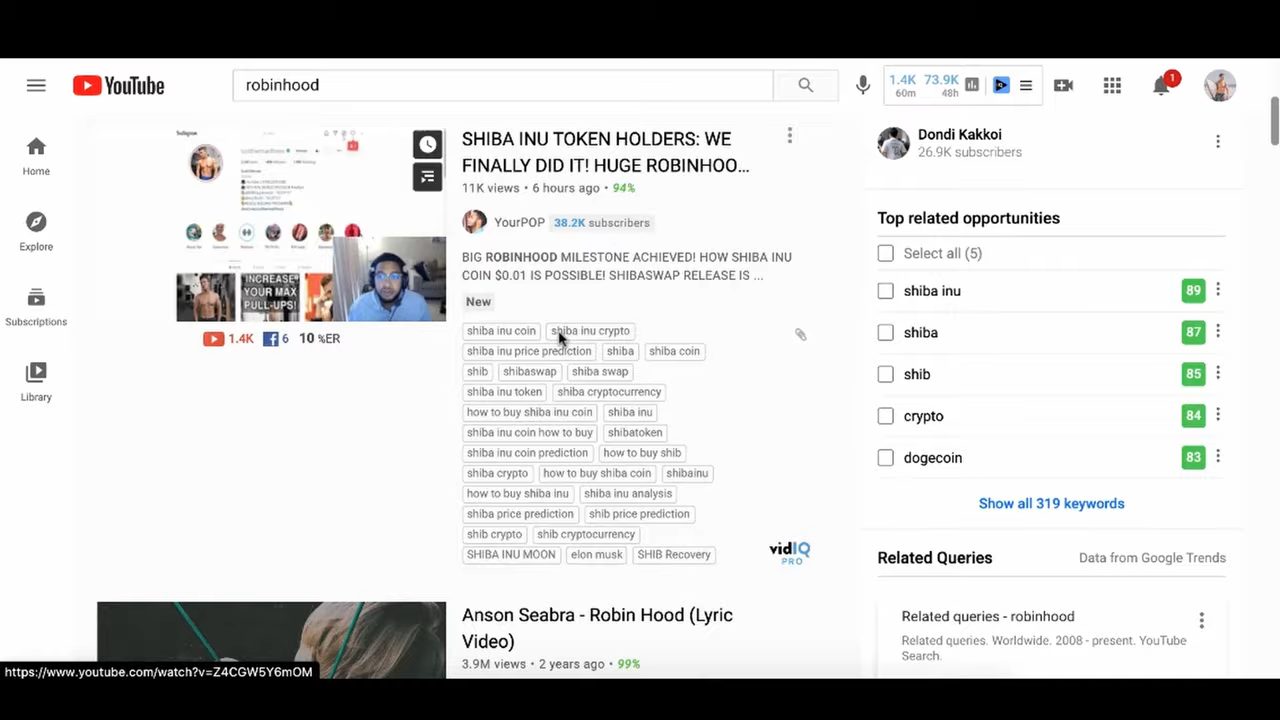 YouTube
robinhood
1.4K 73.9K
60m 48h
1
Home
Explore
Subscriptions
Library
Instagram
INCREASE
YOUR MAX
PULL-UPS!
1.4K 6 10 %ER
SHIBA INU TOKEN HOLDERS: WE
FINALLY DID IT! HUGE ROBINHOO...
11K views • 6 hours ago • 94%
YourPOP 38.2K subscribers
BIG ROBINHOOD MILESTONE ACHIEVED! HOW SHIBA INU
COIN $0.01 IS POSSIBLE! SHIBASWAP RELEASE IS ...
New
shiba inu coin shiba inu crypto
shiba inu price prediction shiba shiba coin
shib shibaswap shiba swap
shiba inu token shiba cryptocurrency
how to buy shiba inu coin shiba inu
shiba inu coin how to buy shibatoken
shiba inu coin prediction how to buy shib
shiba crypto how to buy shiba coin shibainu
how to buy shiba inu shiba inu analysis
shiba price prediction shib price prediction
shib crypto shib cryptocurrency
SHIBA INU MOON elon musk SHIB Recovery
vidIQ
PRO
Anson Seabra - Robin Hood (Lyric
Video)
3.9M views • 2 years ago • 99%
Dondi Kakkoi
26.9K subscribers
Top related opportunities
Select all (5)
shiba inu 89
shiba 87
shib 85
crypto 84
dogecoin 83
Show all 319 keywords
Related Queries Data from Google Trends
Related queries - robinhood
Related queries. Worldwide. 2008 - present. YouTube
Search.
https://www.youtube.com/watch?v=Z4CGW5Y6mOM